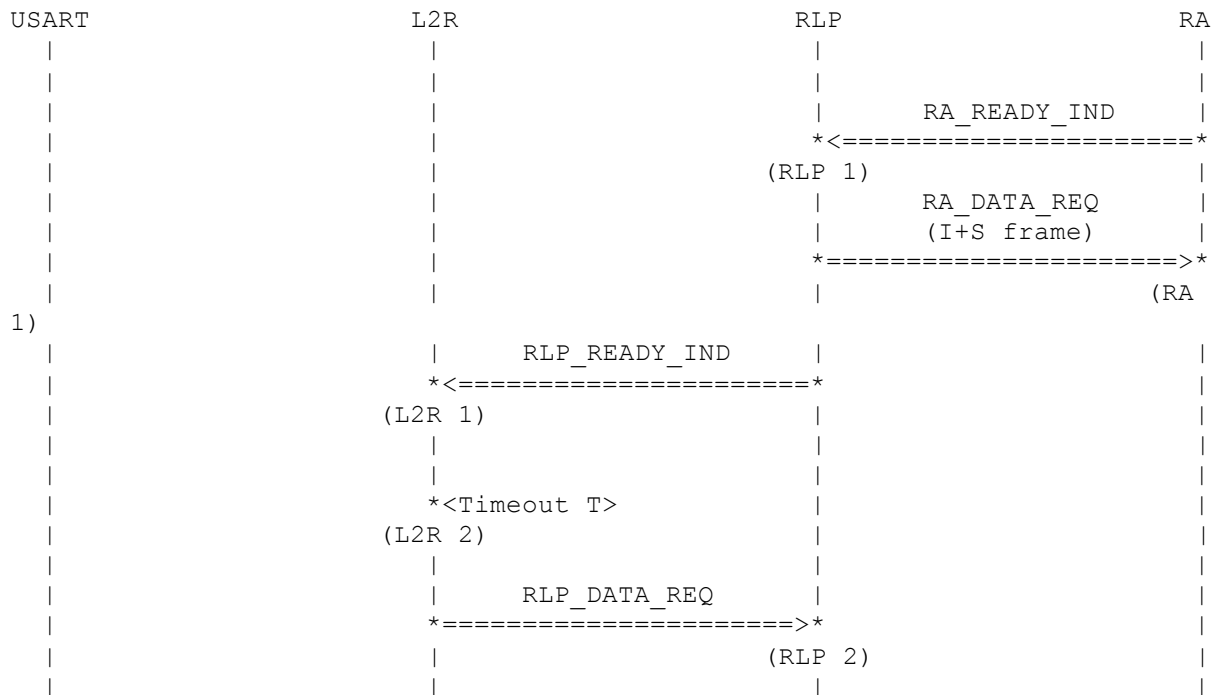 USART                    L2R                     RLP                     RA
  |                       |                       |                       |
  |                       |                       |                       |
  |                       |                       |      RA_READY_IND     |
  |                       |                       *<======================*
  |                       |                    (RLP 1)                    |
  |                       |                       |      RA_DATA_REQ      |
  |                       |                       |      (I+S frame)      |
  |                       |                       *======================>*
  |                       |                       |                    (RA
1)
  |                       |     RLP_READY_IND     |                       |
  |                       *<======================*                       |
  |                    (L2R 1)                    |                       |
  |                       |                       |                       |
  |                       |                       |                       |
  |                       *<Timeout T>            |                       |
  |                    (L2R 2)                    |                       |
  |                       |                       |                       |
  |                       |     RLP_DATA_REQ      |                       |
  |                       *======================>*                       |
  |                       |                    (RLP 2)                    |
  |                       |                       |                       |